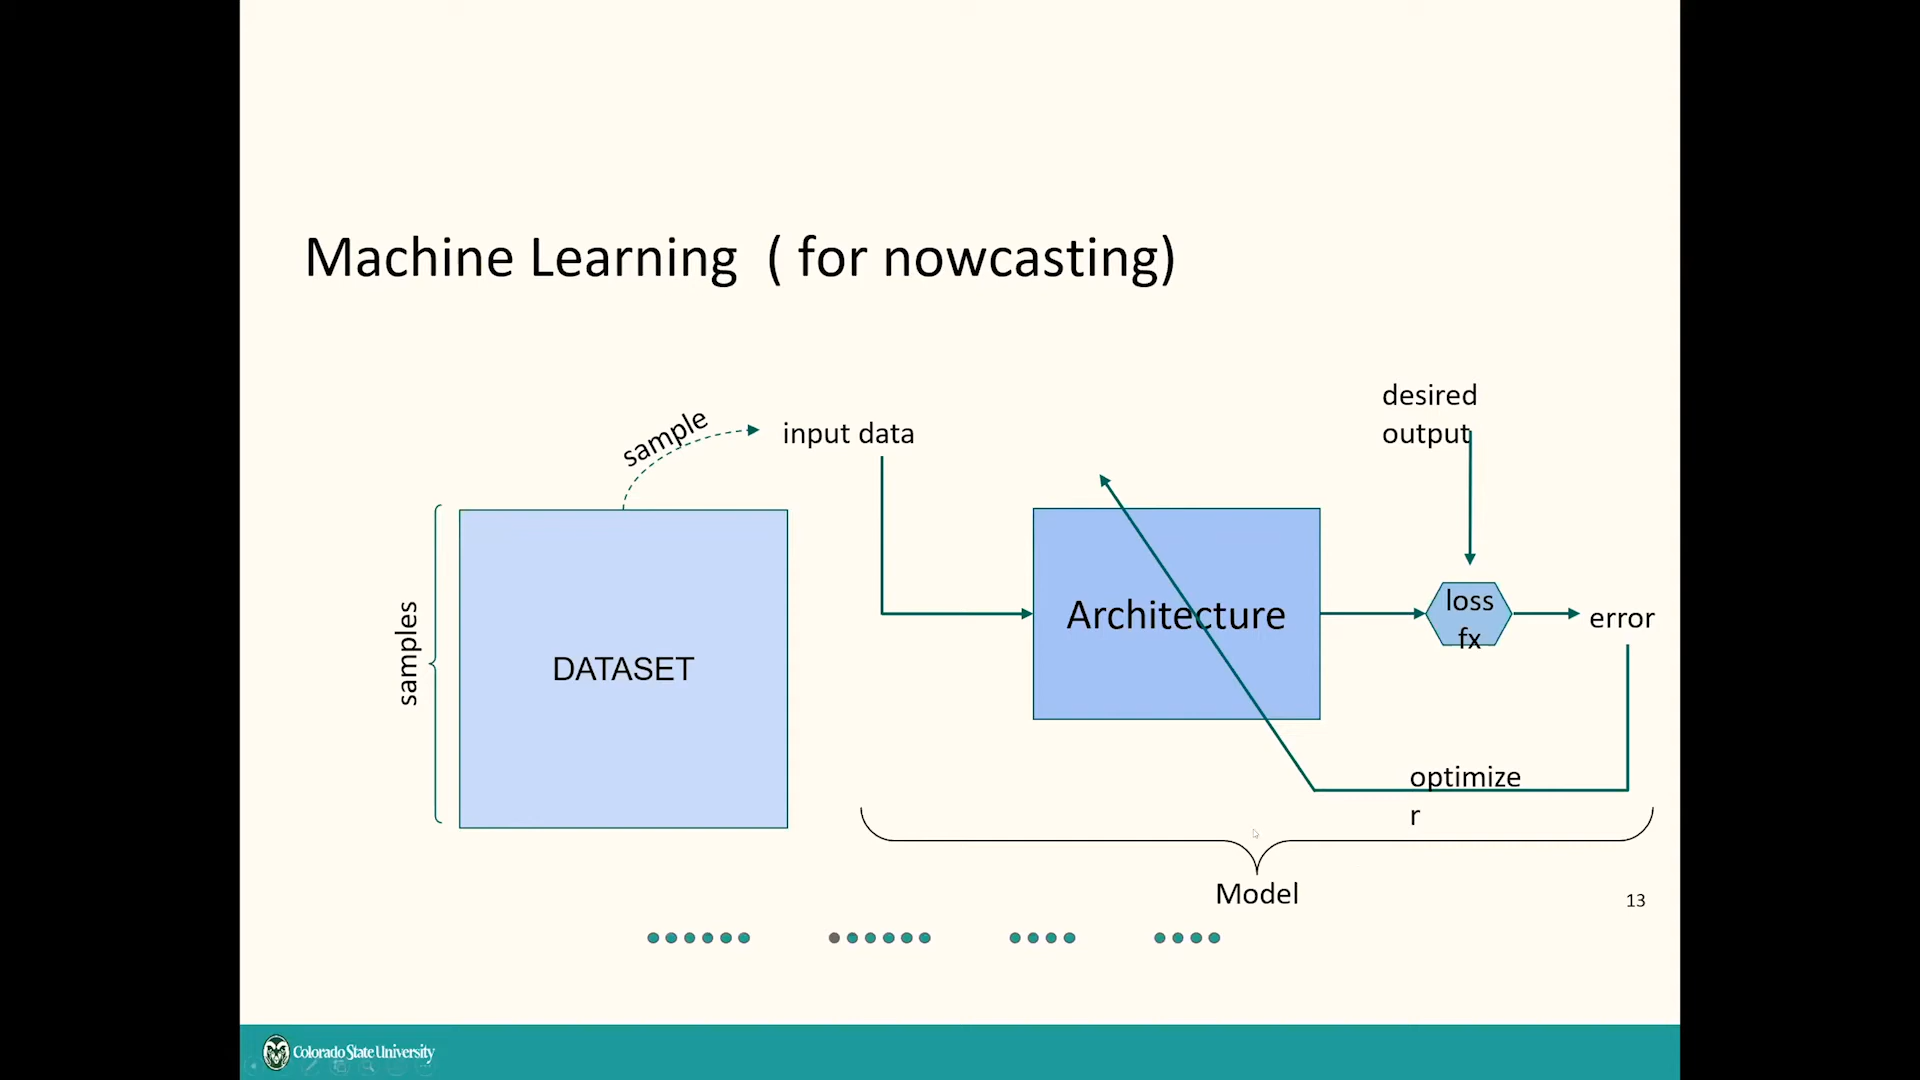 Machine Learning ( for nowcasting)
sample
input data
desired
output
samples
DATASET
Architecture
loss
fx
error
optimize
r
Model
13
Colorado State University